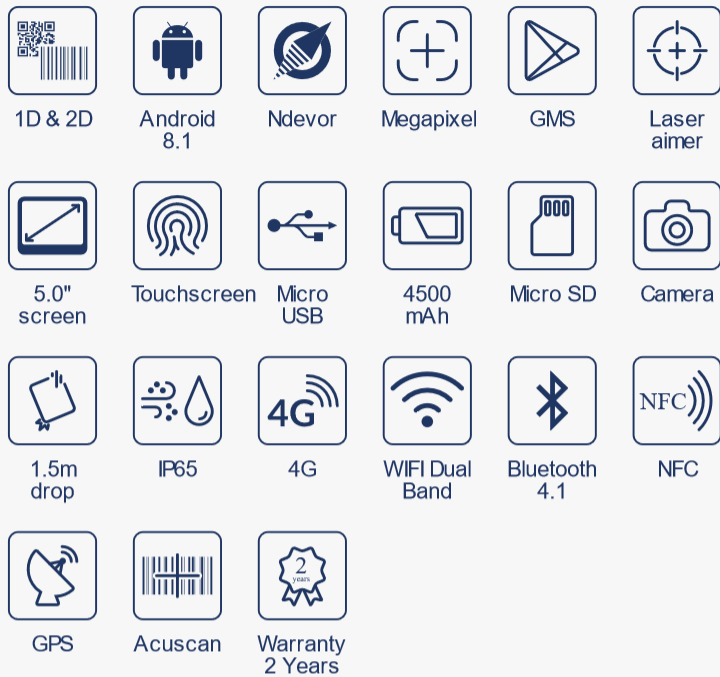 1D & 2D
Android
8.1
Ndevor
Megapixel
GMS
Laser
aimer
5.0"
screen
Touchscreen
Micro
USB
4500
mAh
Micro SD
Camera
1.5m
drop
IP65
4G
4G
WIFI Dual
Band
Bluetooth
4.1
NFC
NFC
GPS
Acuscan
2
years
Warranty
2 Years